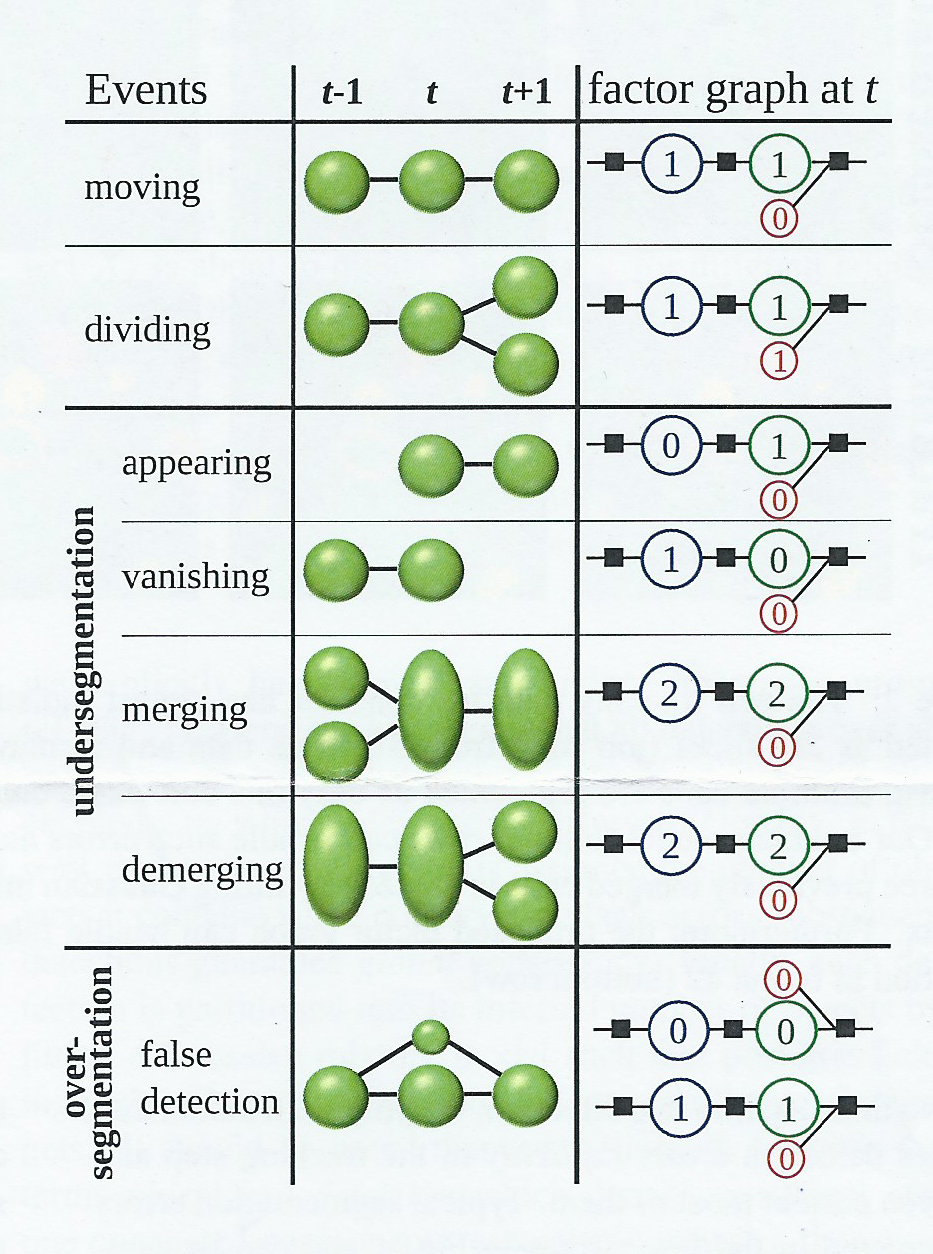 Events t-1 t t+1 factor graph at t
moving 1 1
0
dividing 1 1
1
undersegmentation
appearing 0 1
0
vanishing 1 0
0
merging 2 2
0
demerging 2 2
0
over-
segmentation
false
detection
0
0 0
1 1
0